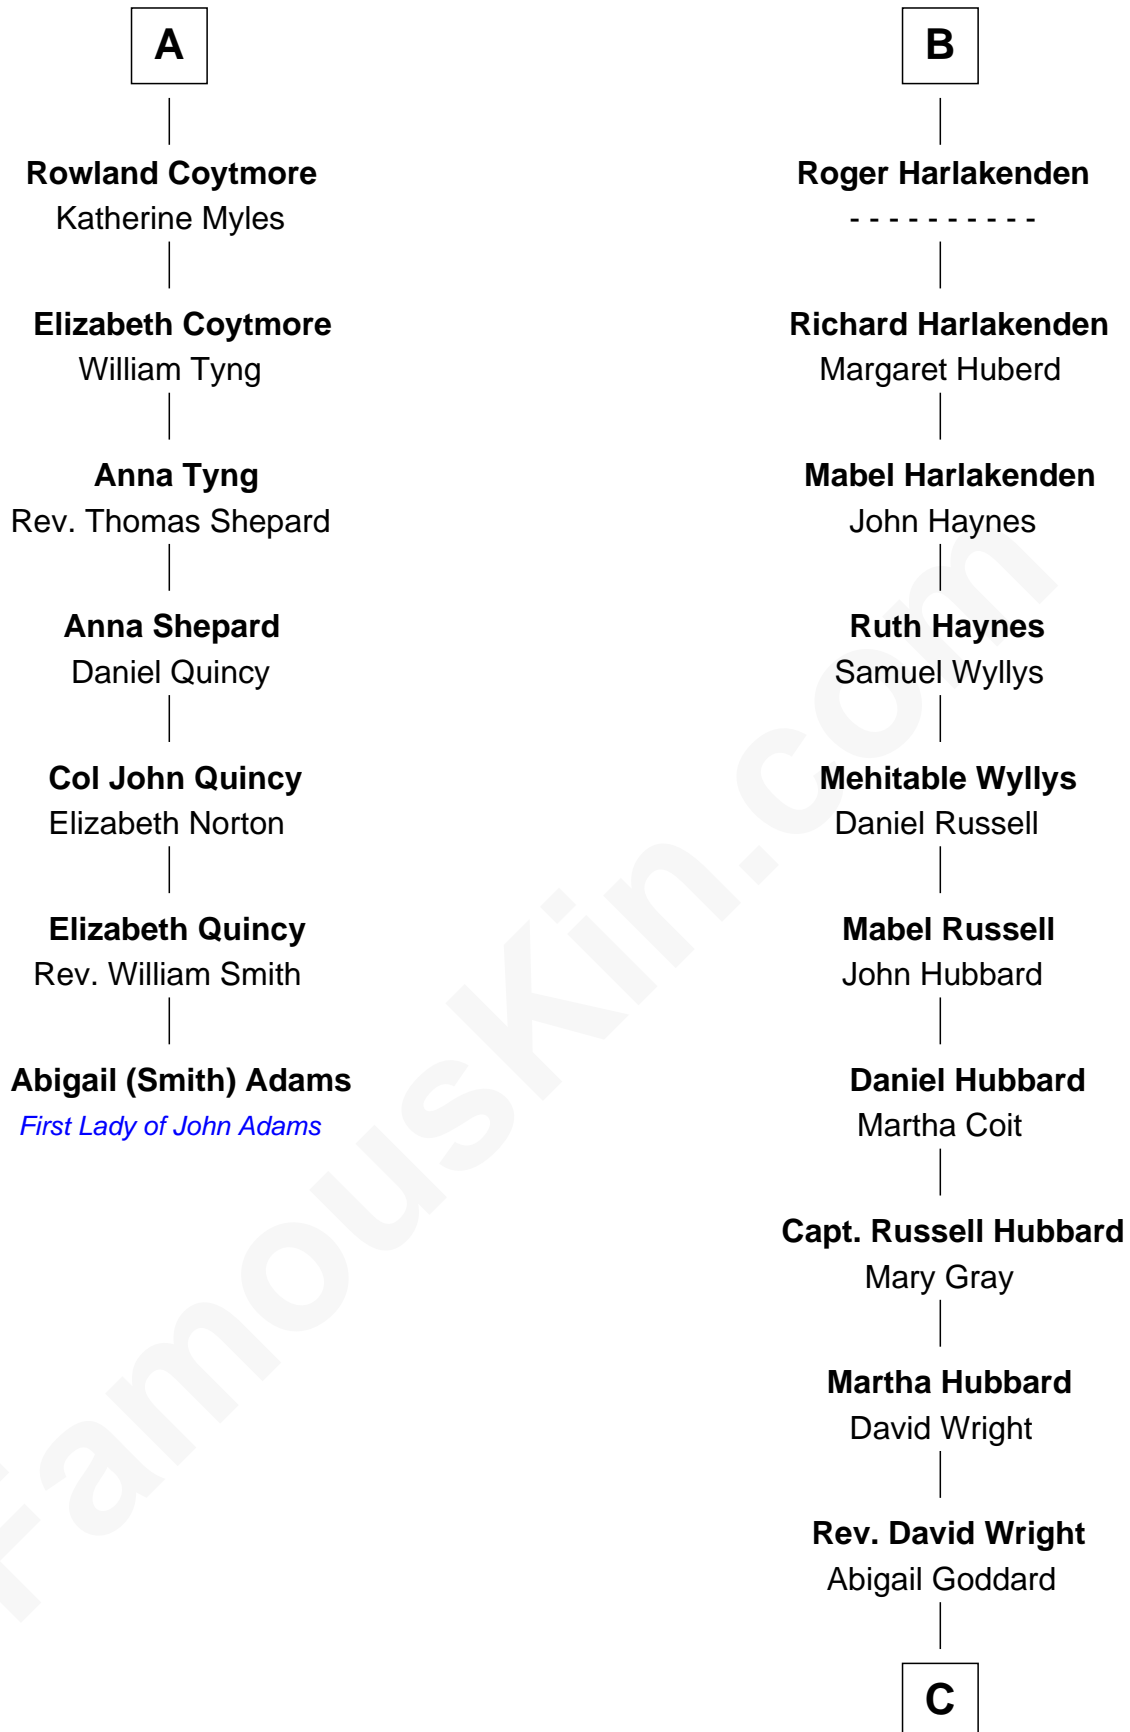 A
Rowland Coytmore
Katherine Myles
Elizabeth Coytmore
William Tyng
Anna Tyng
Rev. Thomas Shepard
Anna Shepard
Daniel Quincy
Col John Quincy
Elizabeth Norton
Elizabeth Quincy
Rev. William Smith
Abigail (Smith) Adams
First Lady of John Adams
B
Roger Harlakenden
- - - - - - - - - -
Richard Harlakenden
Margaret Huberd
Mabel Harlakenden
John Haynes
Ruth Haynes
Samuel Wyllys
Mehitable Wyllys
Daniel Russell
Mabel Russell
John Hubbard
Daniel Hubbard
Martha Coit
Capt. Russell Hubbard
Mary Gray
Martha Hubbard
David Wright
Rev. David Wright
Abigail Goddard
C
FamousKin.com